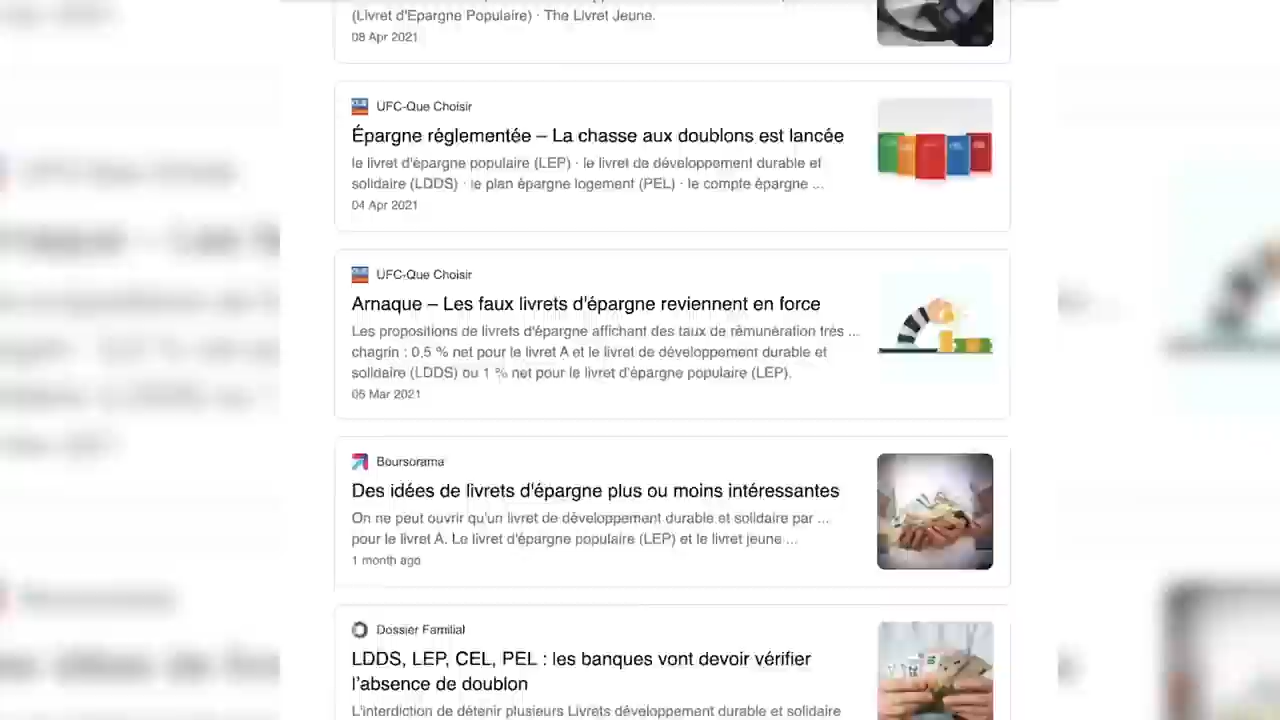 (Livret d'Epargne Populaire) · The Livret Jeune.
08 Apr 2021
UFC-Que Choisir
Épargne réglementée – La chasse aux doublons est lancée
le livret d'épargne populaire (LEP) · le livret de développement durable et
solidaire (LDDS) · le plan épargne logement (PEL) · le compte épargne ...
04 Apr 2021
UFC-Que Choisir
Arnaque – Les faux livrets d'épargne reviennent en force
Les propositions de livrets d'épargne affichant des taux de rémunération très ...
chagrin : 0,5 % net pour le livret A et le livret de développement durable et
solidaire (LDDS) ou 1 % net pour le livret d'épargne populaire (LEP).
06 Mar 2021
Boursorama
Des idées de livrets d'épargne plus ou moins intéressantes
On ne peut ouvrir qu'un livret de développement durable et solidaire par ...
pour le livret A. Le livret d'épargne populaire (LEP) et le livret jeune ...
1 month ago
Dossier Familial
LDDS, LEP, CEL, PEL : les banques vont devoir vérifier
l'absence de doublon
L'interdiction de détenir plusieurs Livrets développement durable et solidaire